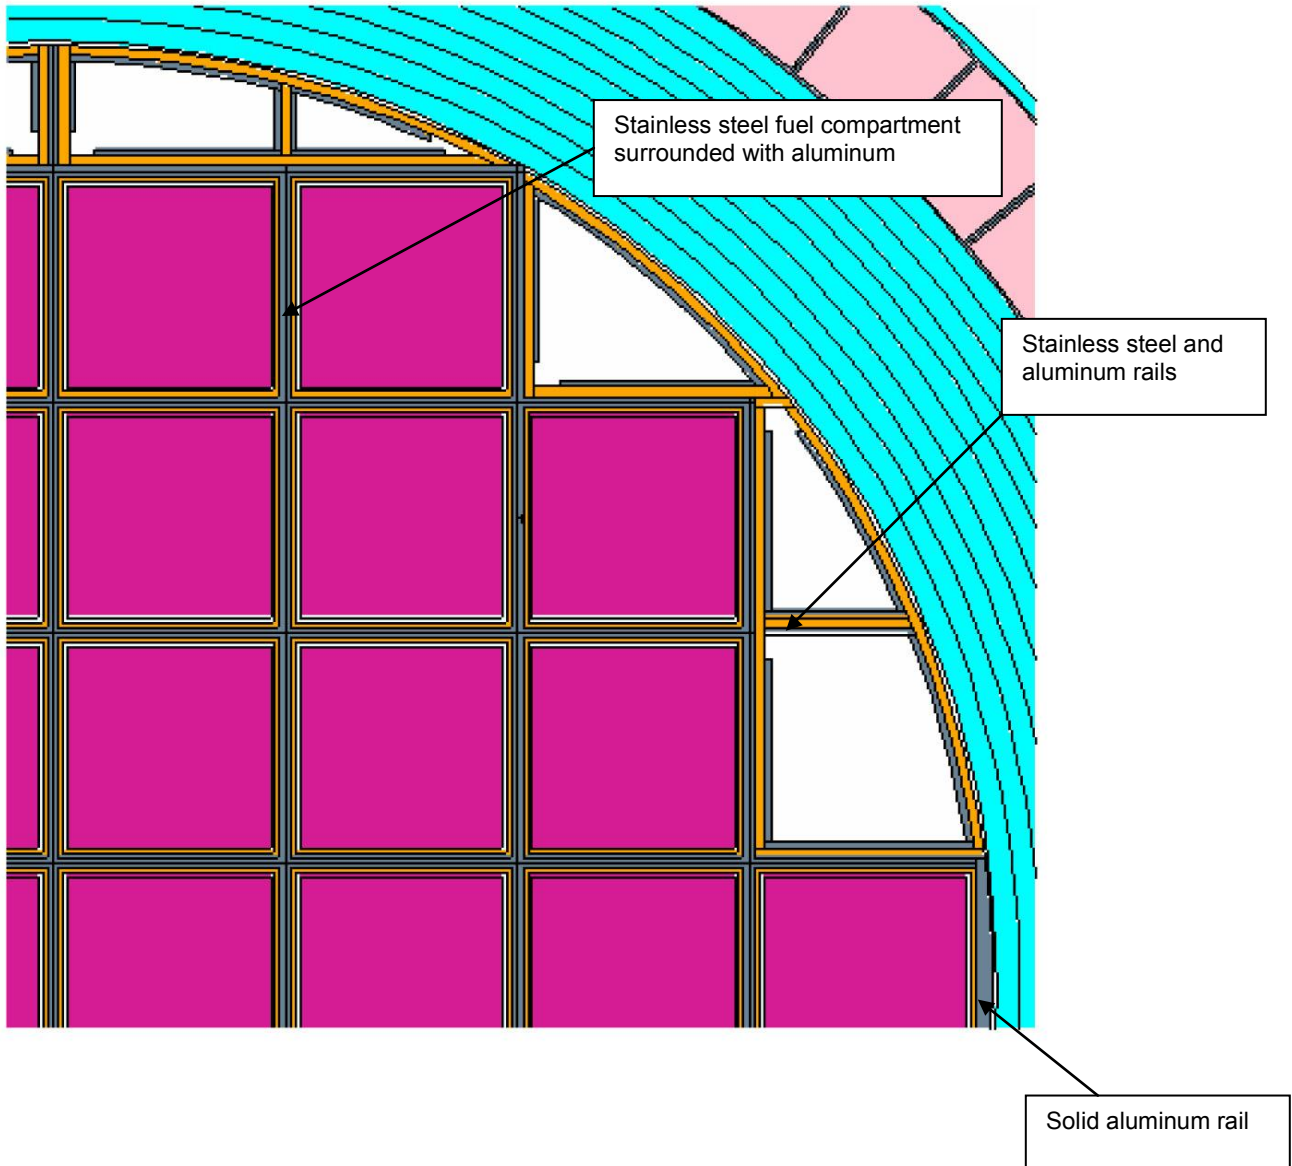 Stainless steel fuel compartment
surrounded with aluminum
Stainless steel and
aluminum rails
Solid aluminum rail